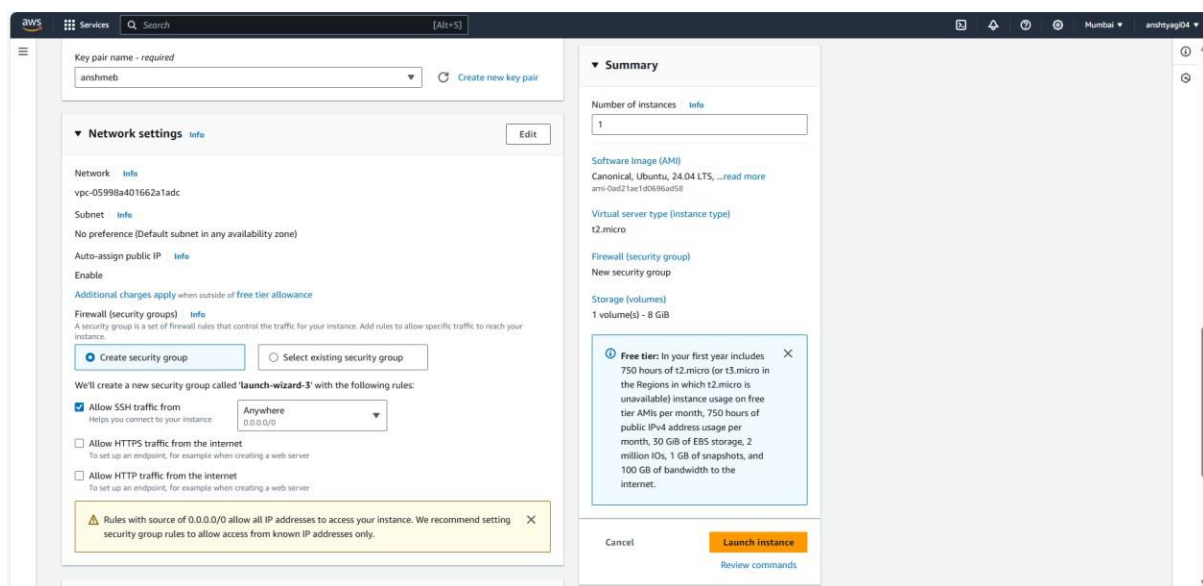 aws
Services
Search
[Alt+S]
Mumbai
anshtyagi04
Key pair name - required
anshmeb
Create new key pair
Network settings Info
Edit
Network Info
vpc-05998a401662a1adc
Subnet Info
No preference (Default subnet in any availability zone)
Auto-assign public IP Info
Enable
Additional charges apply when outside of free tier allowance
Firewall (security groups) Info
A security group is a set of firewall rules that control the traffic for your instance. Add rules to allow specific traffic to reach your
instance.
Create security group
Select existing security group
We'll create a new security group called 'launch-wizard-3' with the following rules:
Allow SSH traffic from
Helps you connect to your instance
Anywhere
0.0.0.0/0
Allow HTTPS traffic from the internet
To set up an endpoint, for example when creating a web server
Allow HTTP traffic from the internet
To set up an endpoint, for example when creating a web server
Rules with source of 0.0.0.0/0 allow all IP addresses to access your instance. We recommend setting
security group rules to allow access from known IP addresses only.
Summary
Number of instances Info
1
Software Image (AMI)
Canonical, Ubuntu, 24.04 LTS, ...read more
ami-0ad21ae1d0696ad58
Virtual server type (instance type)
t2.micro
Firewall (security group)
New security group
Storage (volumes)
1 volume(s) - 8 GiB
Free tier: In your first year includes
750 hours of t2.micro (or t3.micro in
the Regions in which t2.micro is
unavailable) instance usage on free
tier AMIs per month, 750 hours of
public IPv4 address usage per
month, 30 GiB of EBS storage, 2
million IOs, 1 GB of snapshots, and
100 GB of bandwidth to the
internet.
Cancel
Launch instance
Review commands